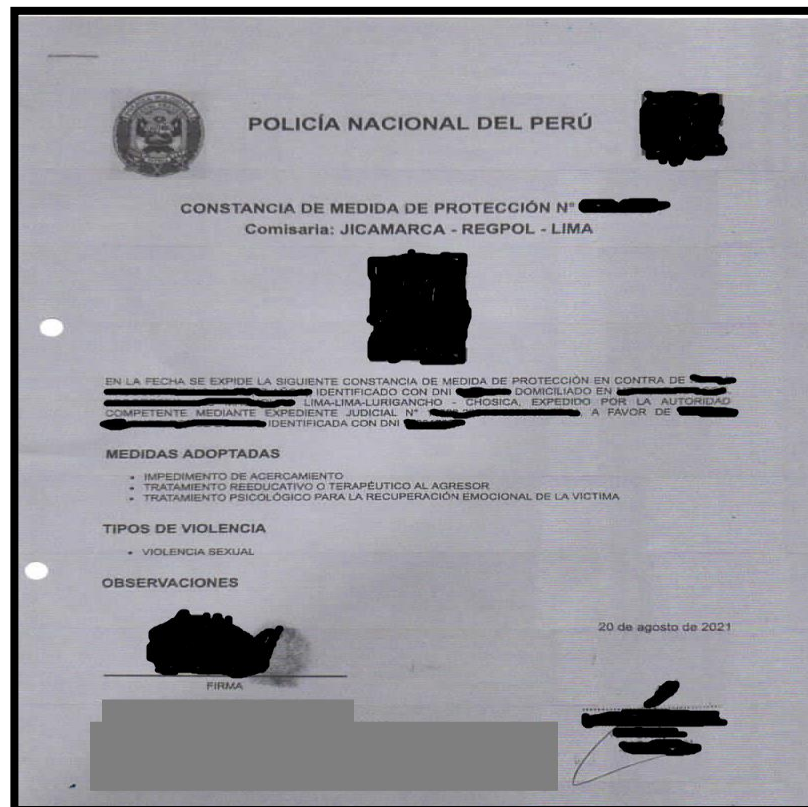 POLICÍA NACIONAL DEL PERÚ
CONSTANCIA DE MEDIDA DE PROTECCIÓN N°
Comisaria: JICAMARCA - REGPOL - LIMA
EN LA FECHA SE EXPIDE LA SIGUIENTE CONSTANCIA DE MEDIDA DE PROTECCIÓN EN CONTRA DE
IDENTIFICADO CON DNI DOMICILIADO EN
LIMA-LIMA-LURIGANCHO - CHOSICA, EXPEDIDO POR LA AUTORIDAD
COMPETENTE MEDIANTE EXPEDIENTE JUDICIAL N° A FAVOR DE
IDENTIFICADA CON DNI
MEDIDAS ADOPTADAS
• IMPEDIMENTO DE ACERCAMIENTO
• TRATAMIENTO REEDUCATIVO O TERAPÉUTICO AL AGRESOR
• TRATAMIENTO PSICOLÓGICO PARA LA RECUPERACIÓN EMOCIONAL DE LA VICTIMA
TIPOS DE VIOLENCIA
• VIOLENCIA SEXUAL
OBSERVACIONES
20 de agosto de 2021
FIRMA